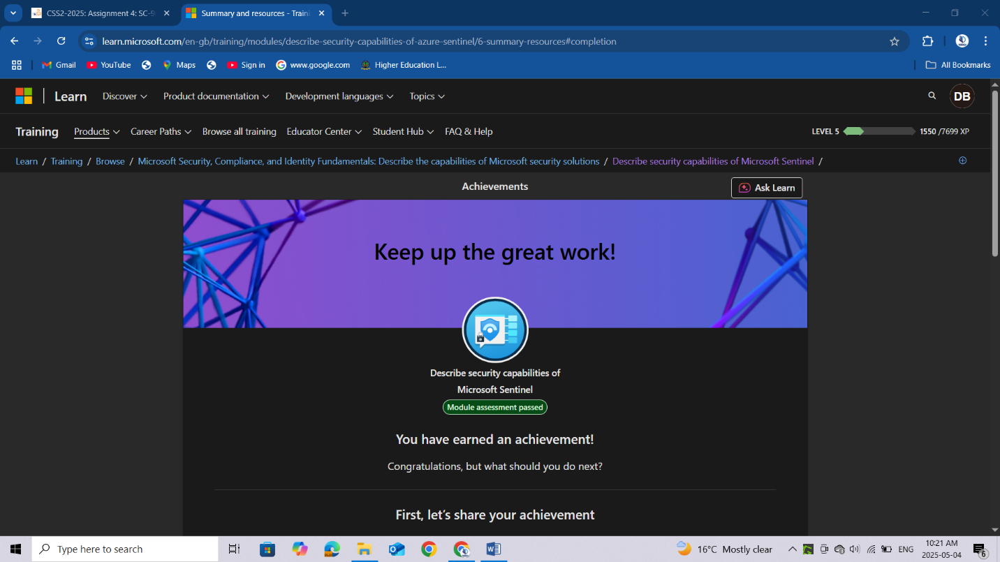 CSS2-2025: Assignment 4: SC-9
Summary and resources - Traini
learn.microsoft.com/en-gb/training/modules/describe-security-capabilities-of-azure-sentinel/6-summary-resources#completion
Gmail YouTube Maps Sign in www.google.com Higher Education L... All Bookmarks
Learn Discover Product documentation Development languages Topics DB
Training Products Career Paths Browse all training Educator Center Student Hub FAQ & Help LEVEL 5 1550 /7699 XP
Learn / Training / Browse / Microsoft Security, Compliance, and Identity Fundamentals: Describe the capabilities of Microsoft security solutions / Describe security capabilities of Microsoft Sentinel /
Achievements
Ask Learn
Keep up the great work!
Describe security capabilities of
Microsoft Sentinel
Module assessment passed
You have earned an achievement!
Congratulations, but what should you do next?
First, let's share your achievement
Type here to search
16°C Mostly clear
ENG
10:21 AM
2025-05-04
6